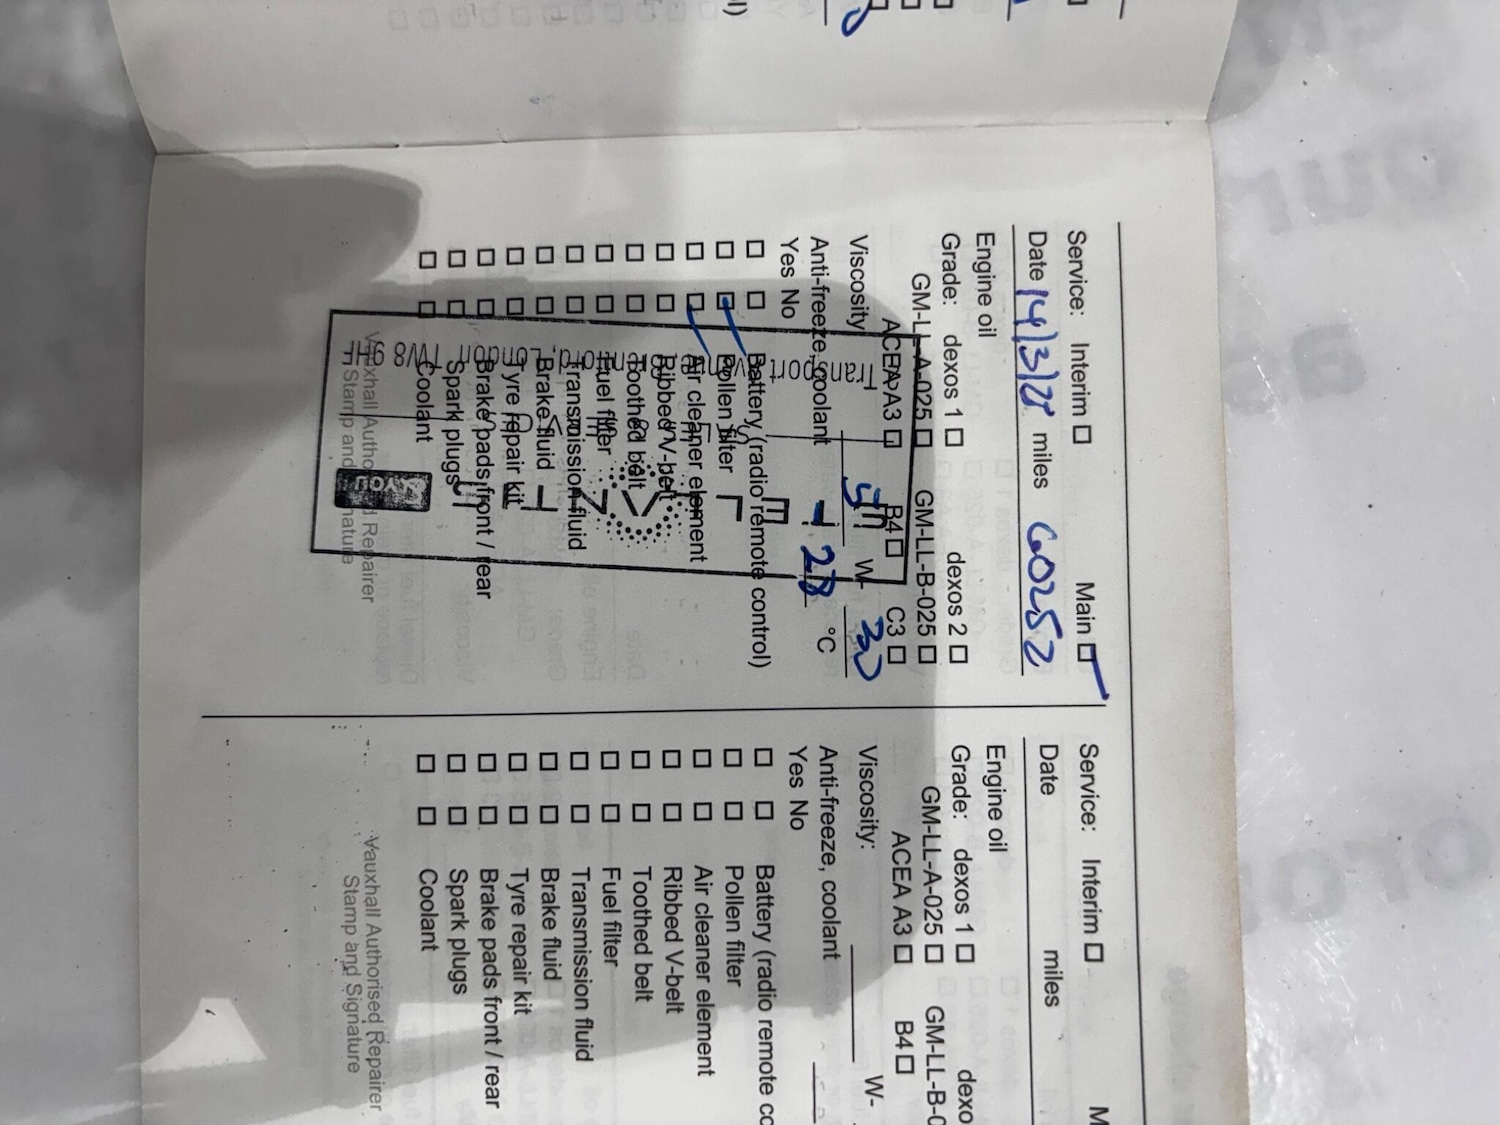 Service: Interim ☐ Main ☐
Date 14/3/2 miles 60252
Engine oil
Grade: dexos 1 ☐ dexos 2 ☐
GM-LL-A-025 ☐ GM-LL-B-025 ☐
ACEA A3 ☐ B4 ☐ C3 ☐
Viscosity: W- 30
Anti-freeze, coolant - 28 °C
Yes No
☐ ☐ Battery (radio remote control)
☐ ☐ Pollen filter
☐ ☐ Air cleaner element
☐ ☐ Ribbed V-belt
☐ ☐ Toothed belt
☐ ☐ Fuel filter
☐ ☐ Transmission fluid
☐ ☐ Brake fluid
☐ ☐ Tyre repair kit
☐ ☐ Brake pads front / rear
☐ ☐ Spark plugs
☐ ☐ Coolant
Vauxhall Authorised Repairer
Stamp and Signature
TW8 9HF
YOU
Service: Interim ☐ M
Date miles
Engine oil
Grade: dexos 1 ☐ dexo
GM-LL-A-025 ☐ GM-LL-B-0
ACEA A3 ☐ B4 ☐
Viscosity: W-
Anti-freeze, coolant
Yes No
☐ ☐ Battery (radio remote co
☐ ☐ Pollen filter
☐ ☐ Air cleaner element
☐ ☐ Ribbed V-belt
☐ ☐ Toothed belt
☐ ☐ Fuel filter
☐ ☐ Transmission fluid
☐ ☐ Brake fluid
☐ ☐ Tyre repair kit
☐ ☐ Brake pads front / rear
☐ ☐ Spark plugs
☐ ☐ Coolant
Vauxhall Authorised Repairer
Stamp and Signature